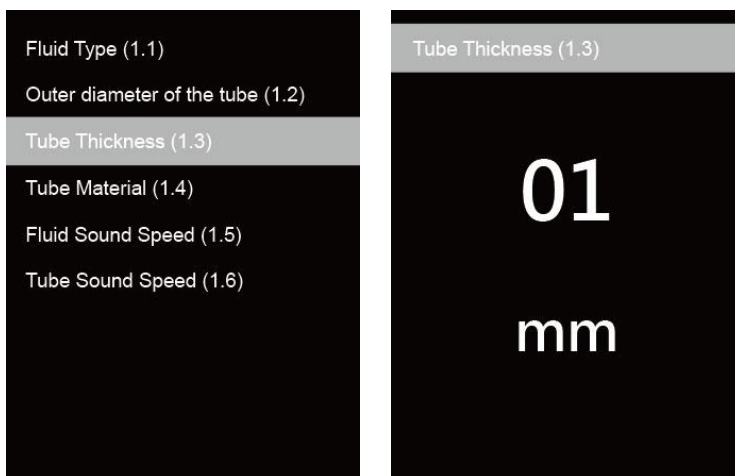 Fluid Type (1.1)
Outer diameter of the tube (1.2)
Tube Thickness (1.3)
Tube Material (1.4)
Fluid Sound Speed (1.5)
Tube Sound Speed (1.6)
Tube Thickness (1.3)
01
mm